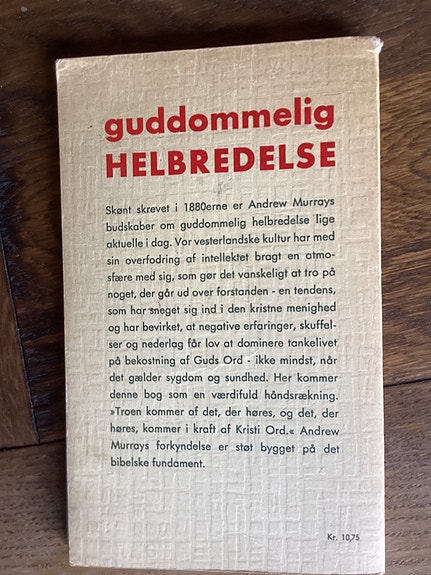 guddommelig
HELBREDELSE
Skønt skrevet i 1880erne er Andrew Murrays
budskaber om guddommelig helbredelse lige
aktuelle i dag. Vor vesterlandske kultur har med
sin overfodring af intellektet bragt en atmo-
sfære med sig, som gør det vanskeligt at tro på
noget, der går ud over forstanden - en tendens,
som har sneget sig ind i den kristne menighed
og har bevirket, at negative erfaringer, skuffel-
ser og nederlag får lov at dominere tankelivet
på bekostning af Guds Ord - ikke mindst, når
det gælder sygdom og sundhed. Her kommer
denne bog som en værdifuld håndsrækning.
»Troen kommer af det, der høres, og det, der
høres, kommer i kraft af Kristi Ord.« Andrew
Murrays forkyndelse er støt bygget på det
bibelske fundament.
Kr. 10,75